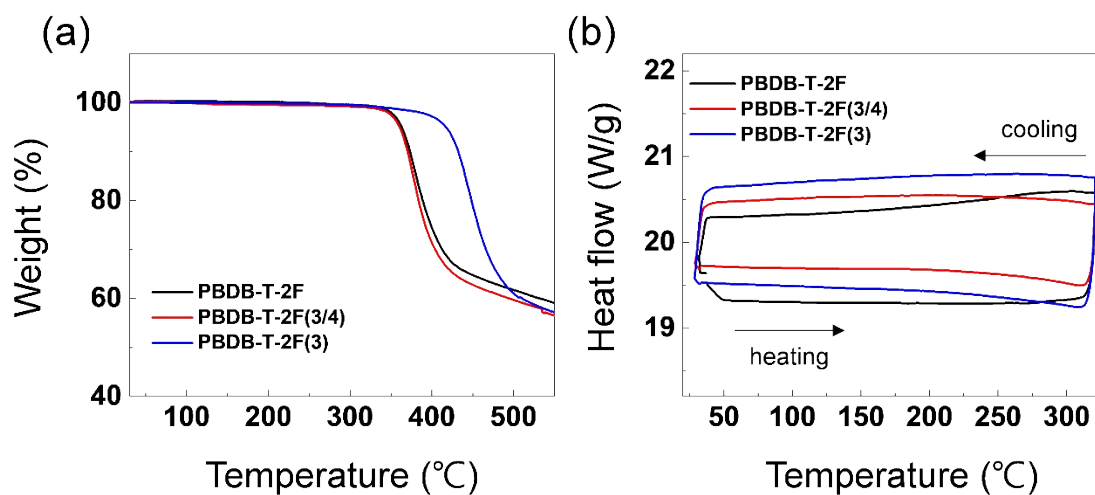 (a)
Weight (%)
100
80
60
40
PBDB-T-2F
PBDB-T-2F(3/4)
PBDB-T-2F(3)
100
200
300
400
500
Temperature (℃)
(b)
Heat flow (W/g)
22
21
20
19
PBDB-T-2F
PBDB-T-2F(3/4)
PBDB-T-2F(3)
cooling
heating
50
100
150
200
250
300
Temperature (℃)